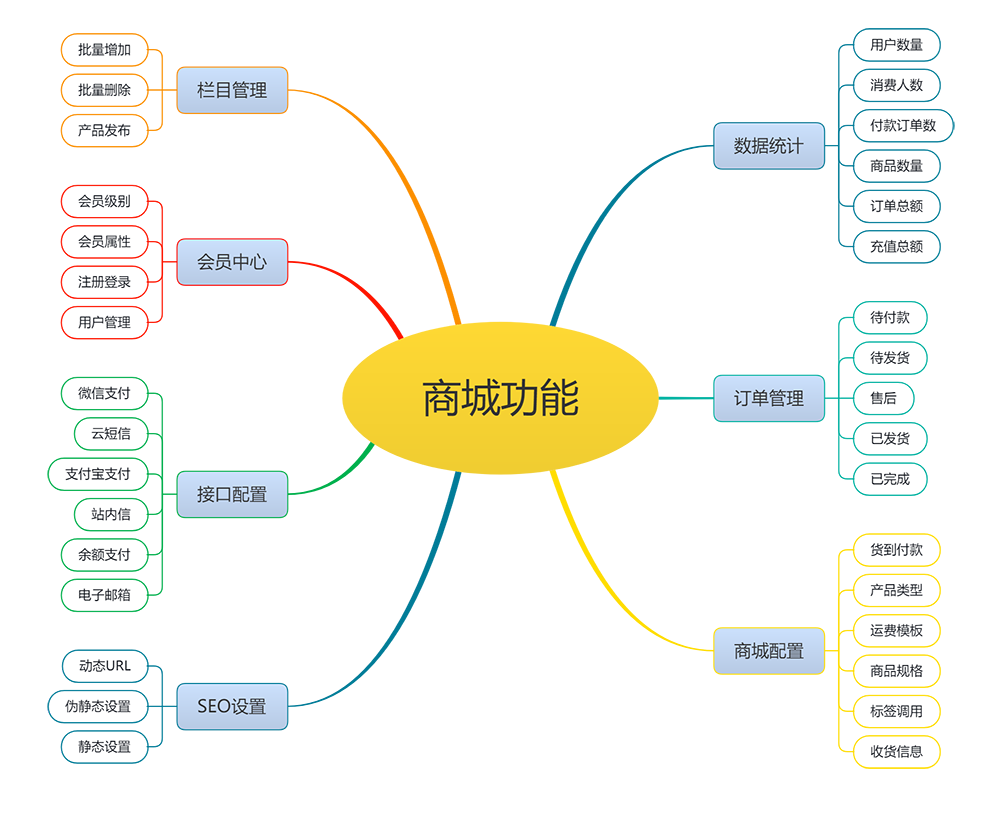 商城功能
栏目管理
批量增加
批量删除
产品发布
会员中心
会员级别
会员属性
注册登录
用户管理
接口配置
微信支付
云短信
支付宝支付
站内信
余额支付
电子邮箱
SEO设置
动态URL
伪静态设置
静态设置
数据统计
用户数量
消费人数
付款订单数
商品数量
订单总额
充值总额
订单管理
待付款
待发货
售后
已发货
已完成
商城配置
货到付款
产品类型
运费模板
商品规格
标签调用
收货信息